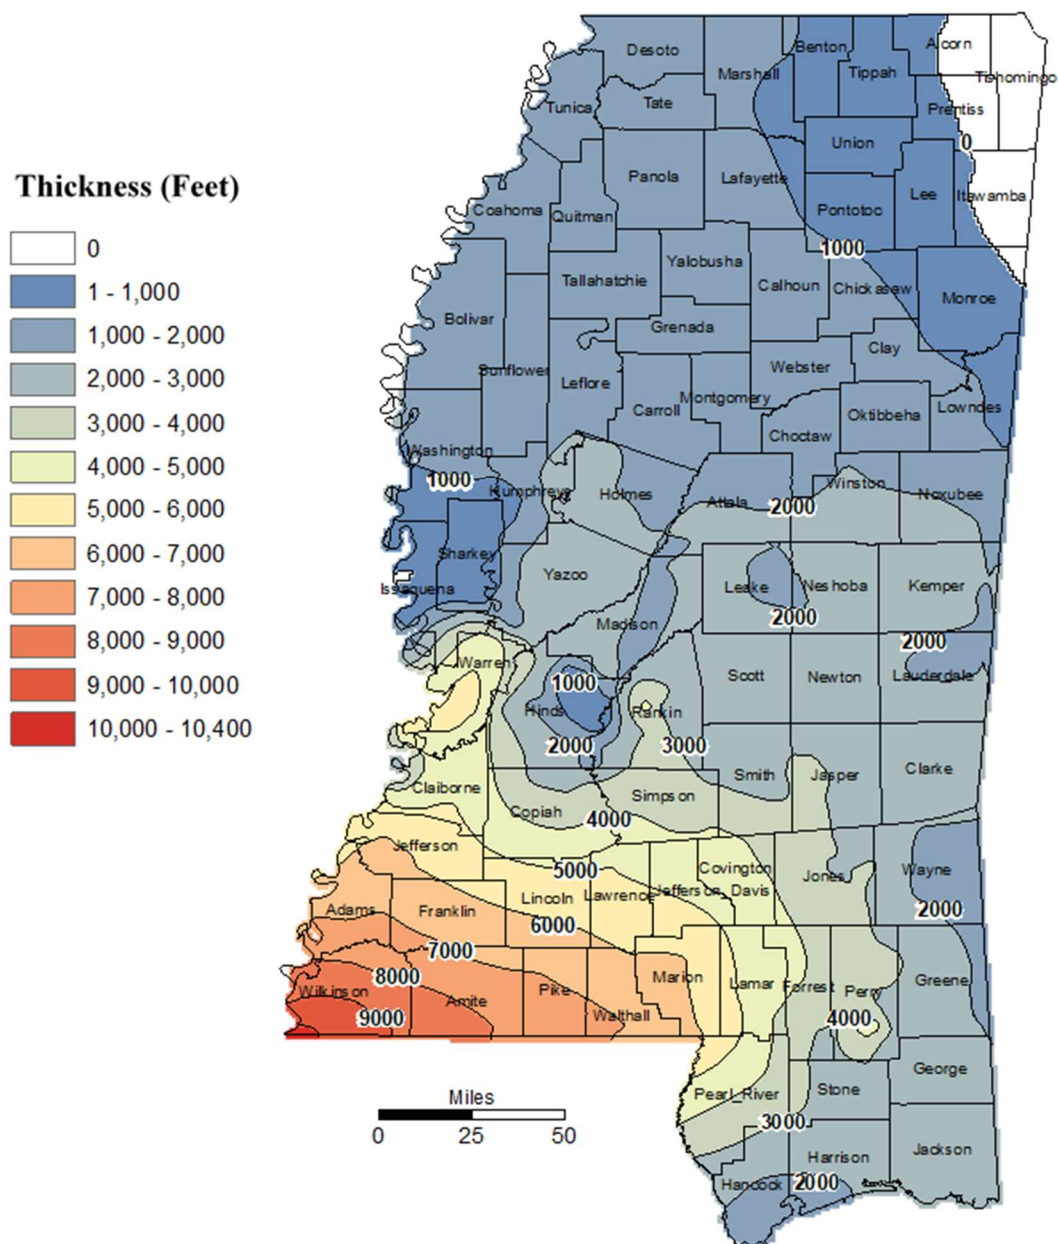 Thickness (Feet)
0
1 - 1,000
1,000 - 2,000
2,000 - 3,000
3,000 - 4,000
4,000 - 5,000
5,000 - 6,000
6,000 - 7,000
7,000 - 8,000
8,000 - 9,000
9,000 - 10,000
10,000 - 10,400
Desoto
Marshall
Benton
Tippah
Alcorn
Tishomingo
Tunica
Tate
Prentiss
0
Union
Panola
Lafayette
Coahoma
Quitman
Pontotoc
Lee
Itawamba
1000
Tallahatchie
Yalobusha
Calhoun
Chickasaw
Monroe
Bolivar
Grenada
Clay
Sunflower
Leflore
Webster
Carroll
Montgomery
Oktibbeha
Lowndes
Choctaw
Washington
1000
Humphreys
Holmes
Attala
2000
Winston
Noxubee
Sharkey
Issaquena
Yazoo
Leake
Neshoba
Kemper
2000
Madison
2000
Warren
1000
Scott
Newton
Lauderdale
Hinds
Rankin
2000
3000
Smith
Jasper
Clarke
Claiborne
Copiah
Simpson
4000
Jefferson
5000
Covington
Jones
Wayne
Lincoln
Lawrence
Jefferson Davis
Adams
Franklin
6000
2000
7000
8000
Wilkinson
Amite
Pike
Marion
Lamar
Forrest
Perry
Greene
9000
Walthall
4000
George
Pearl_River
Stone
3000
Harrison
Jackson
Hancock
2000
Miles
0 25 50